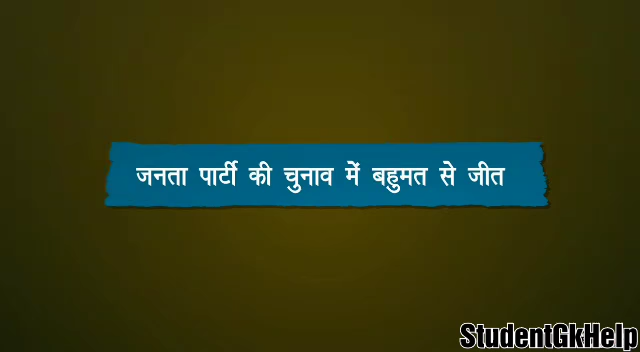 जनता पार्टी की चुनाव में बहुमत से जीत
StudentGkHelp